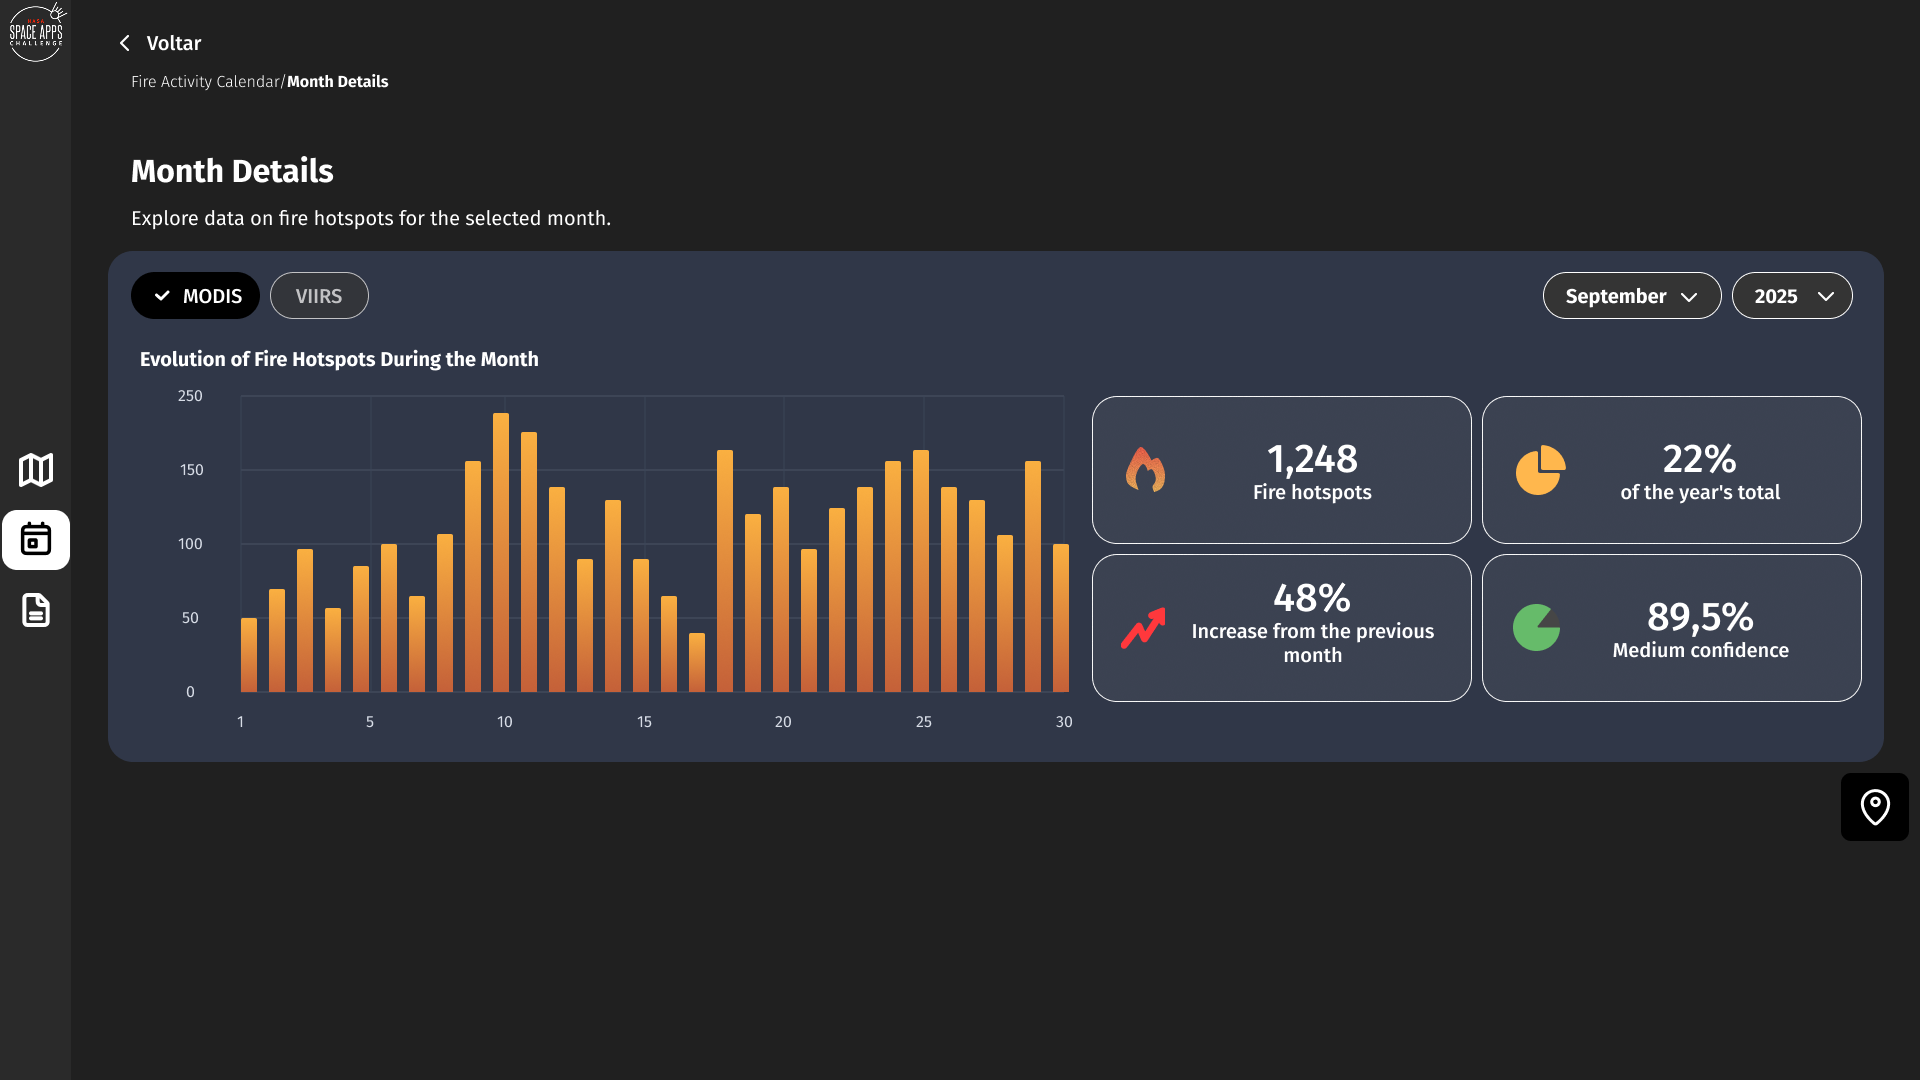 NASA
SPACE APPS
CHALLENGE
Voltar
Fire Activity Calendar/Month Details
Month Details
Explore data on fire hotspots for the selected month.
MODIS
VIIRS
September
2025
Evolution of Fire Hotspots During the Month
250
150
100
50
0
1
5
10
15
20
25
30
1,248
Fire hotspots
22%
of the year's total
48%
Increase from the previous
month
89,5%
Medium confidence